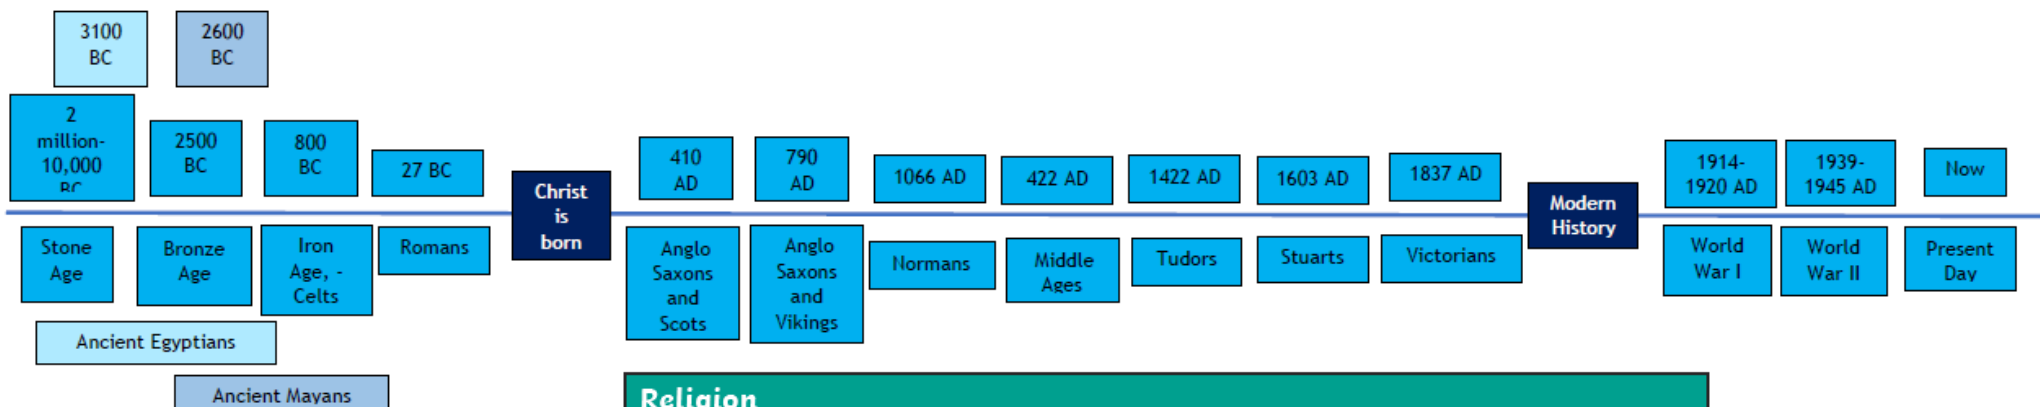 3100
BC
2600
BC
2
million-
10,000
BC
2500
BC
800
BC
27 BC
Christ
is
born
410
AD
790
AD
1066 AD
422 AD
1422 AD
1603 AD
1837 AD
Modern
History
1914-
1920 AD
1939-
1945 AD
Now
Stone
Age
Bronze
Age
Iron
Age, -
Celts
Romans
Anglo
Saxons
and
Scots
Anglo
Saxons
and
Vikings
Normans
Middle
Ages
Tudors
Stuarts
Victorians
World
War I
World
War II
Present
Day
Ancient Egyptians
Ancient Mayans
Religion